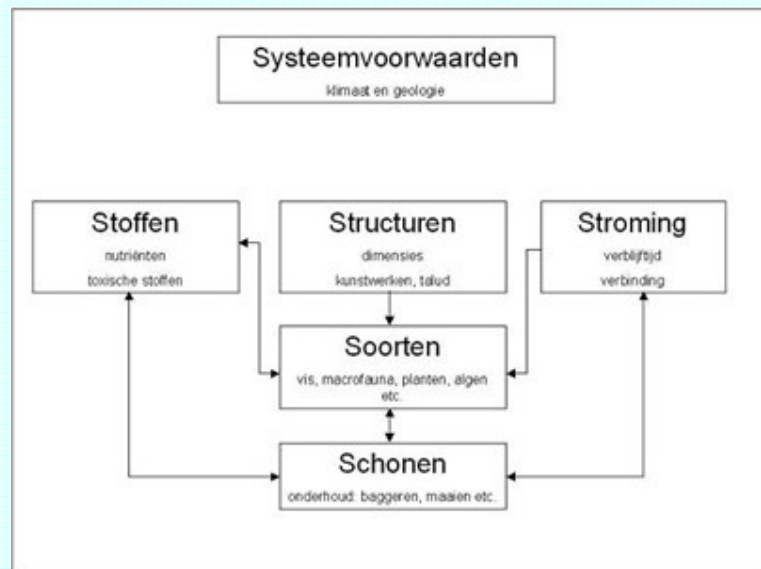 Systeemvoorwaarden
klimaat en geologie
Stoffen
nutriënten
toxische stoffen
Structuren
dimensies
kunstwerken, talud
Stroming
verblijftijd
verbinding
Soorten
vis, macrofauna, planten, algen
etc.
Schonen
onderhoud: baggeren, maaien etc.